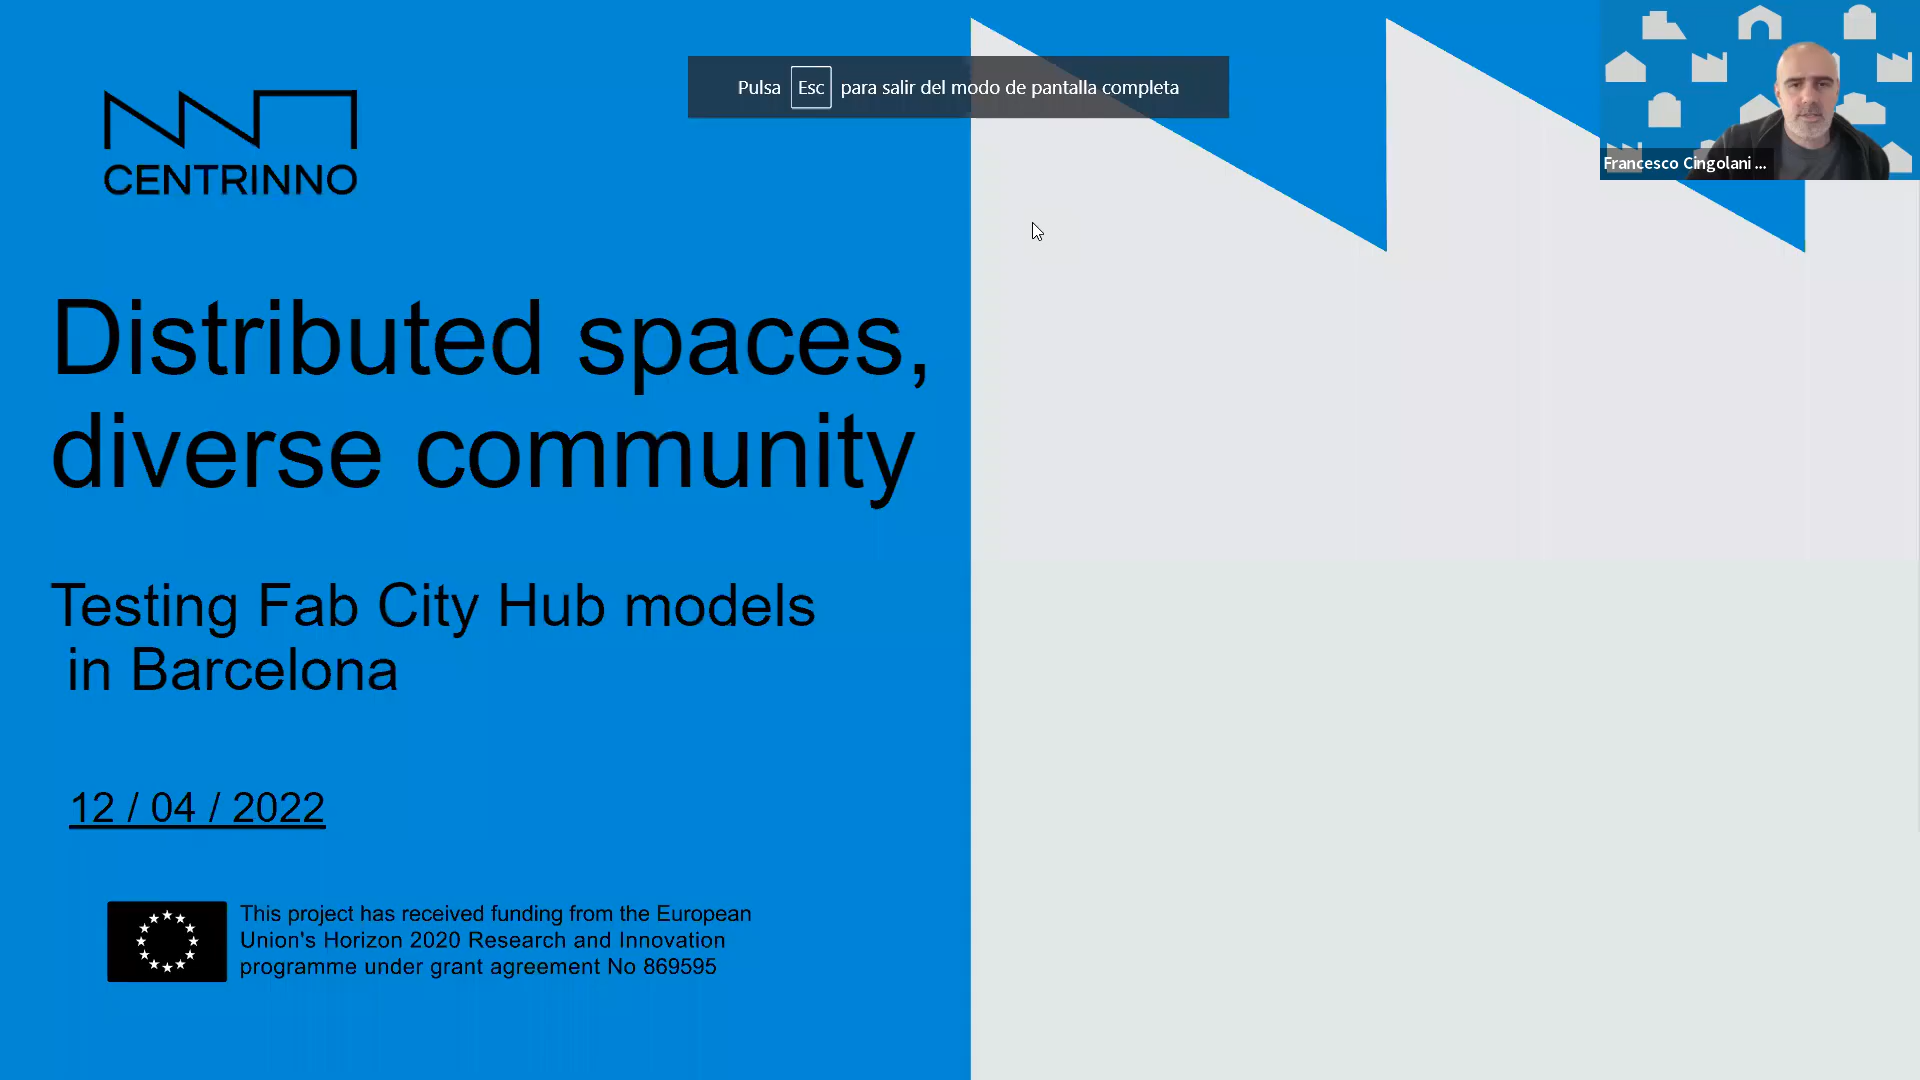 Pulsa Esc para salir del modo de pantalla completa
Francesco Cingolani ...
CENTRINNO
Distributed spaces,
diverse community
Testing Fab City Hub models
in Barcelona
12 / 04 / 2022
This project has received funding from the European
Union's Horizon 2020 Research and Innovation
programme under grant agreement No 869595